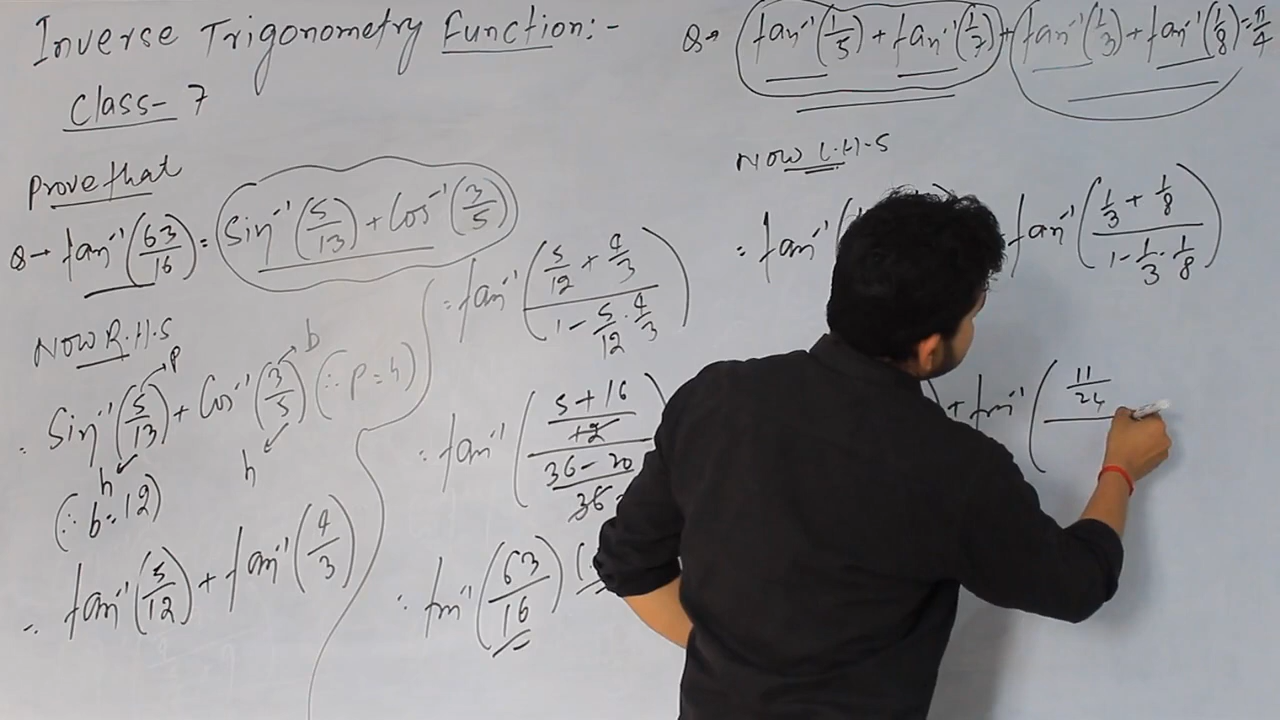 Inverse Trigonometry Function:-
Class- 7
Prove that
Q→ tan⁻¹(63/16) = Sin⁻¹(5/13) + Cos⁻¹(3/5)
Now R.H.S
= Sin⁻¹(5/13) + Cos⁻¹(3/5) (∵ p = 4)
p
h
b
h
(∵ b = 12)
= tan⁻¹(5/12) + tan⁻¹(4/3)
= tan⁻¹((5/12 + 4/3)/(1 - 5/12 · 4/3))
= tan⁻¹(((5 + 16)/12)/((36 - 20)/36
= tan⁻¹(63/16)
Q→ tan⁻¹(1/5) + tan⁻¹(1/7) + tan⁻¹(1/3) + tan⁻¹(1/8) = π/4
Now L.H.S
= tan⁻¹( tan⁻¹((1/3 + 1/8)/(1 - 1/3 · 1/8))
) + tan⁻¹((11/24)/